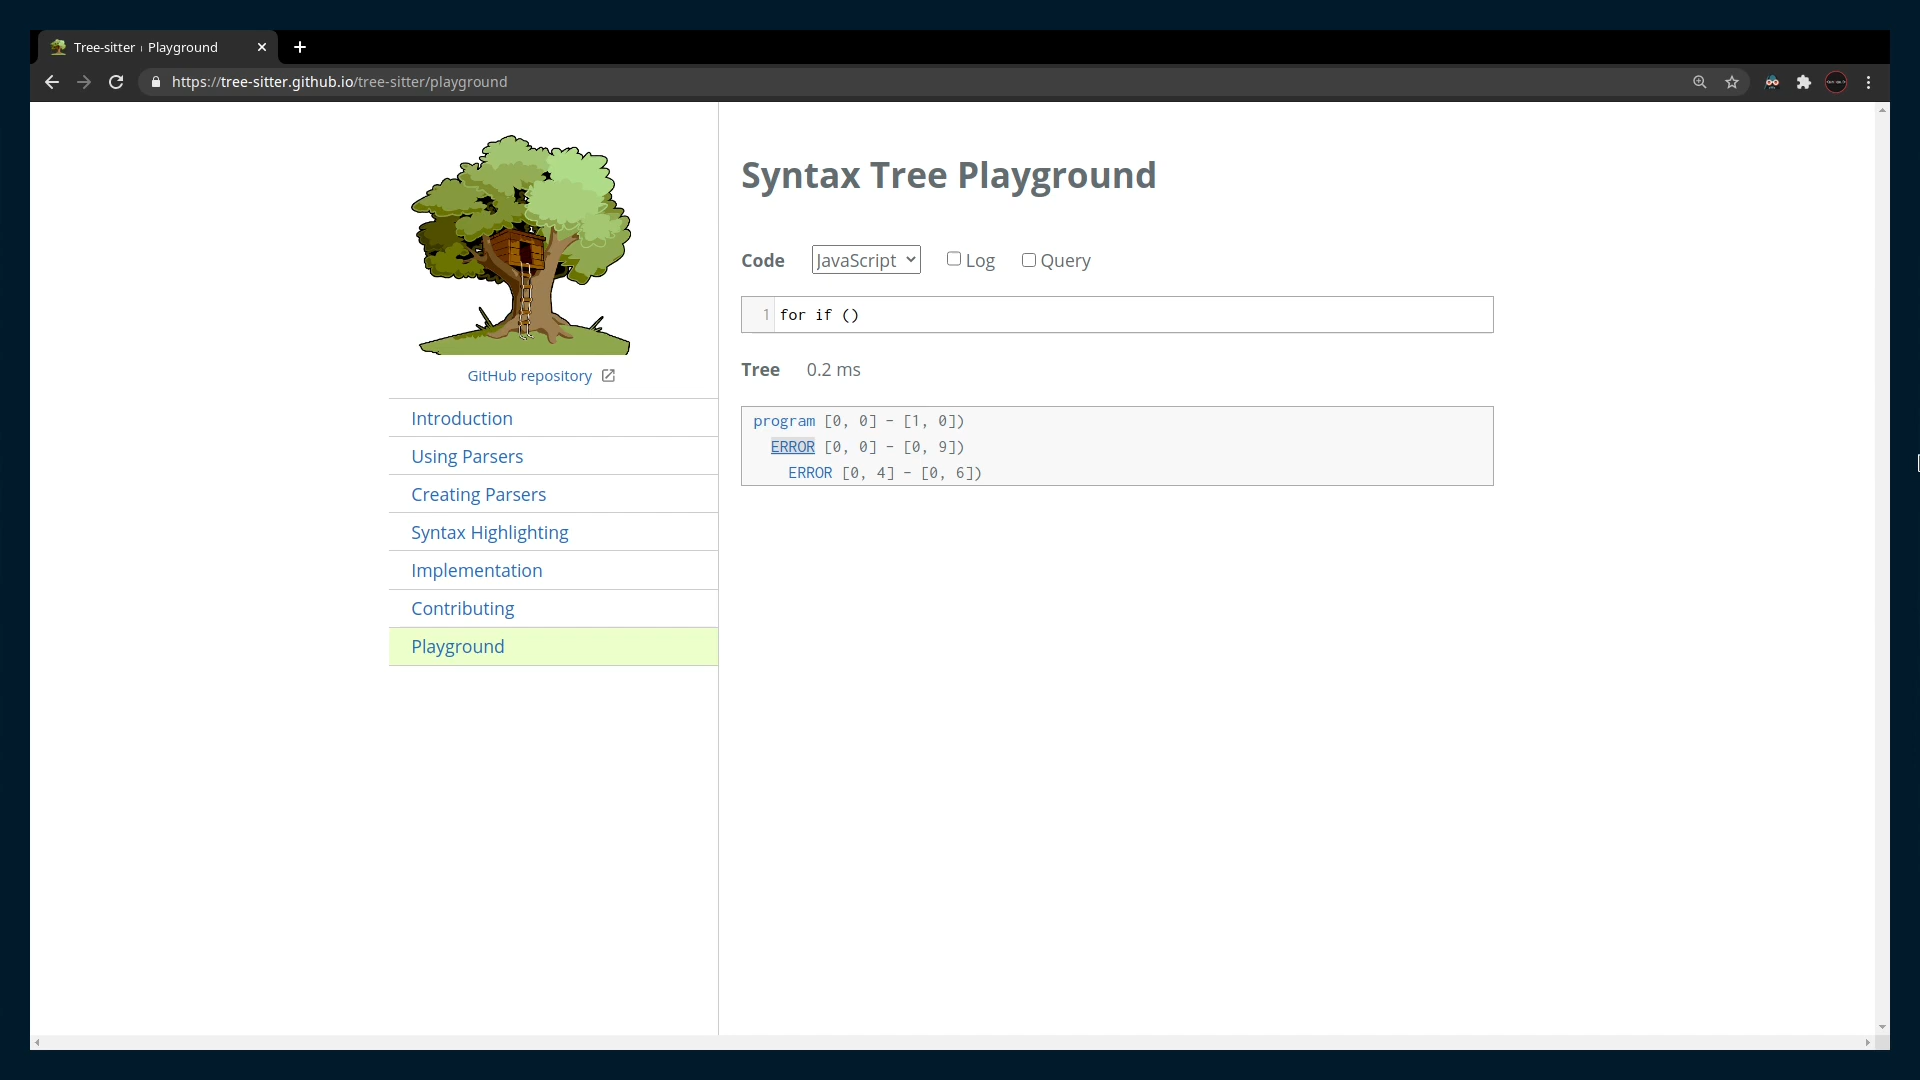 Tree-sitter | Playground
https://tree-sitter.github.io/tree-sitter/playground
GitHub repository
Introduction
Using Parsers
Creating Parsers
Syntax Highlighting
Implementation
Contributing
Playground
Syntax Tree Playground
Code JavaScript Log Query
1 for if ()
Tree 0.2 ms
program [0, 0] - [1, 0])
ERROR [0, 0] - [0, 9])
ERROR [0, 4] - [0, 6])